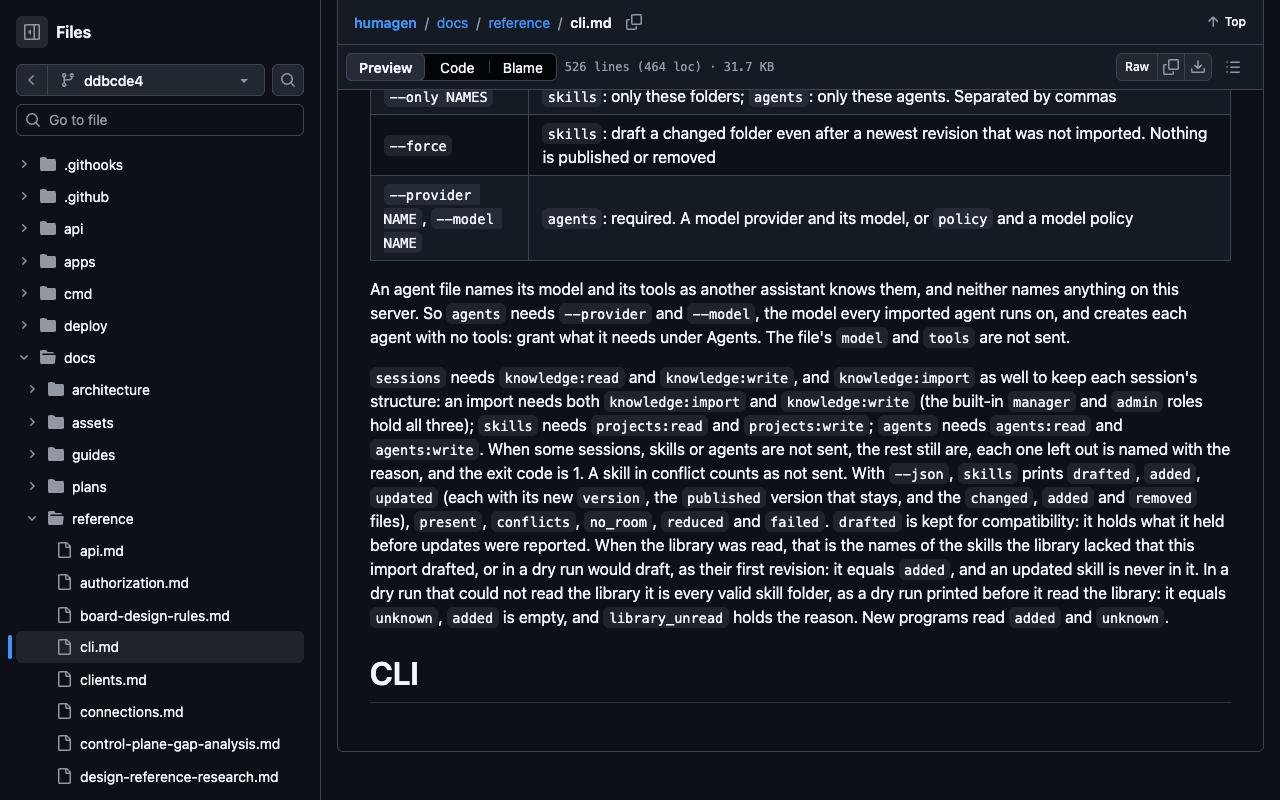 Files
ddbcde4
Go to file
.githooks
.github
api
apps
cmd
deploy
docs
architecture
assets
guides
plans
reference
api.md
authorization.md
board-design-rules.md
cli.md
clients.md
connections.md
control-plane-gap-analysis.md
design-reference-research.md
humagen / docs / reference / cli.md
Top
Preview Code Blame 526 lines (464 loc) · 31.7 KB
Raw
--only NAMES skills: only these folders; agents: only these agents. Separated by commas
--force skills: draft a changed folder even after a newest revision that was not imported. Nothing
is published or removed
--provider
NAME, --model
NAME
agents: required. A model provider and its model, or policy and a model policy
An agent file names its model and its tools as another assistant knows them, and neither names anything on this
server. So agents needs --provider and --model, the model every imported agent runs on, and creates each
agent with no tools: grant what it needs under Agents. The file's model and tools are not sent.
sessions needs knowledge:read and knowledge:write, and knowledge:import as well to keep each session's
structure: an import needs both knowledge:import and knowledge:write (the built-in manager and admin roles
hold all three); skills needs projects:read and projects:write; agents needs agents:read and
agents:write. When some sessions, skills or agents are not sent, the rest still are, each one left out is named with the
reason, and the exit code is 1. A skill in conflict counts as not sent. With --json, skills prints drafted, added,
updated (each with its new version, the published version that stays, and the changed, added and removed
files), present, conflicts, no_room, reduced and failed. drafted is kept for compatibility: it holds what it held
before updates were reported. When the library was read, that is the names of the skills the library lacked that this
import drafted, or in a dry run would draft, as their first revision: it equals added, and an updated skill is never in it. In a
dry run that could not read the library it is every valid skill folder, as a dry run printed before it read the library: it equals
unknown, added is empty, and library_unread holds the reason. New programs read added and unknown.
CLI